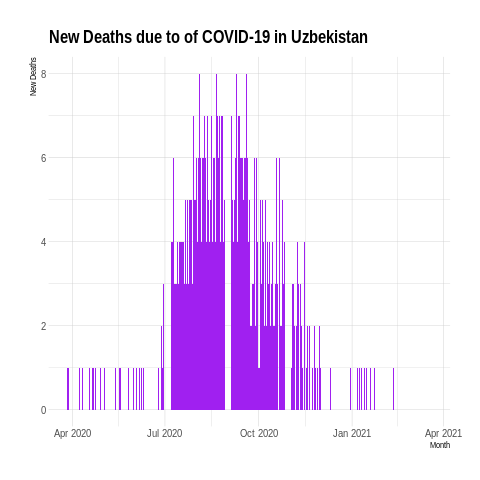 New Deaths due to of COVID-19 in Uzbekistan
New Deaths
8
6
4
2
0
Apr 2020 Jul 2020 Oct 2020 Jan 2021 Apr 2021
Month